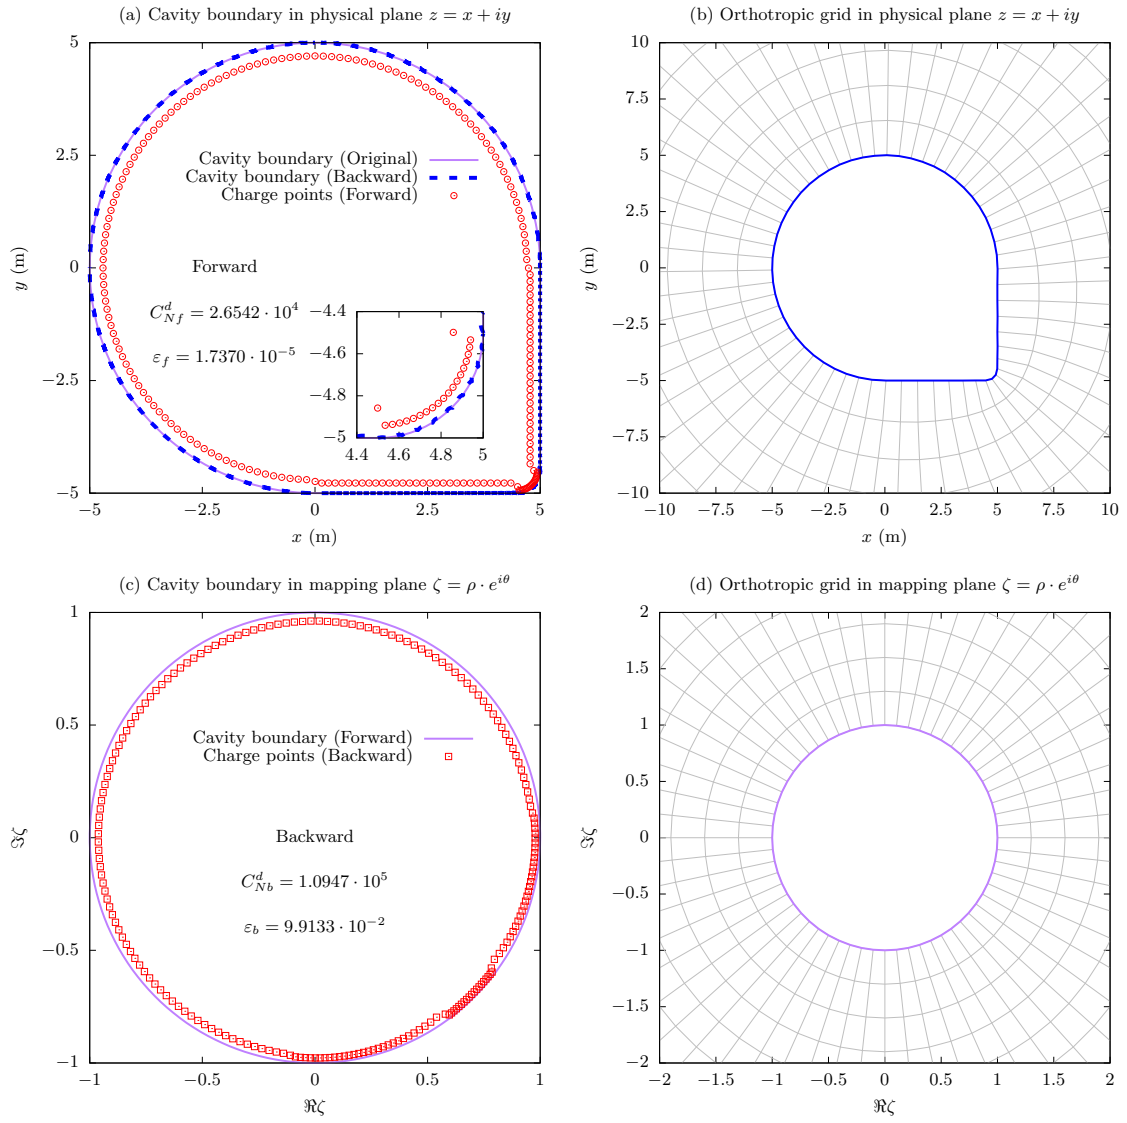 (a) Cavity boundary in physical plane z = x + iy
5
2.5
0
−2.5
−5
y (m)
Cavity boundary (Original)
Cavity boundary (Backward)
Charge points (Forward)
Forward
C^d_{Nf} = 2.6542 · 10^4
ε_f = 1.7370 · 10^{−5}
−4.4
−4.6
−4.8
−5
4.4 4.6 4.8 5
−5 −2.5 0 2.5 5
x (m)
(b) Orthotropic grid in physical plane z = x + iy
10
7.5
5
2.5
0
−2.5
−5
−7.5
−10
y (m)
−10 −7.5 −5 −2.5 0 2.5 5 7.5 10
x (m)
(c) Cavity boundary in mapping plane ζ = ρ · e^{iθ}
1
0.5
0
−0.5
−1
ℑζ
Cavity boundary (Forward)
Charge points (Backward)
Backward
C^d_{Nb} = 1.0947 · 10^5
ε_b = 9.9133 · 10^{−2}
−1 −0.5 0 0.5 1
ℜζ
(d) Orthotropic grid in mapping plane ζ = ρ · e^{iθ}
2
1.5
1
0.5
0
−0.5
−1
−1.5
−2
ℑζ
−2 −1.5 −1 −0.5 0 0.5 1 1.5 2
ℜζ